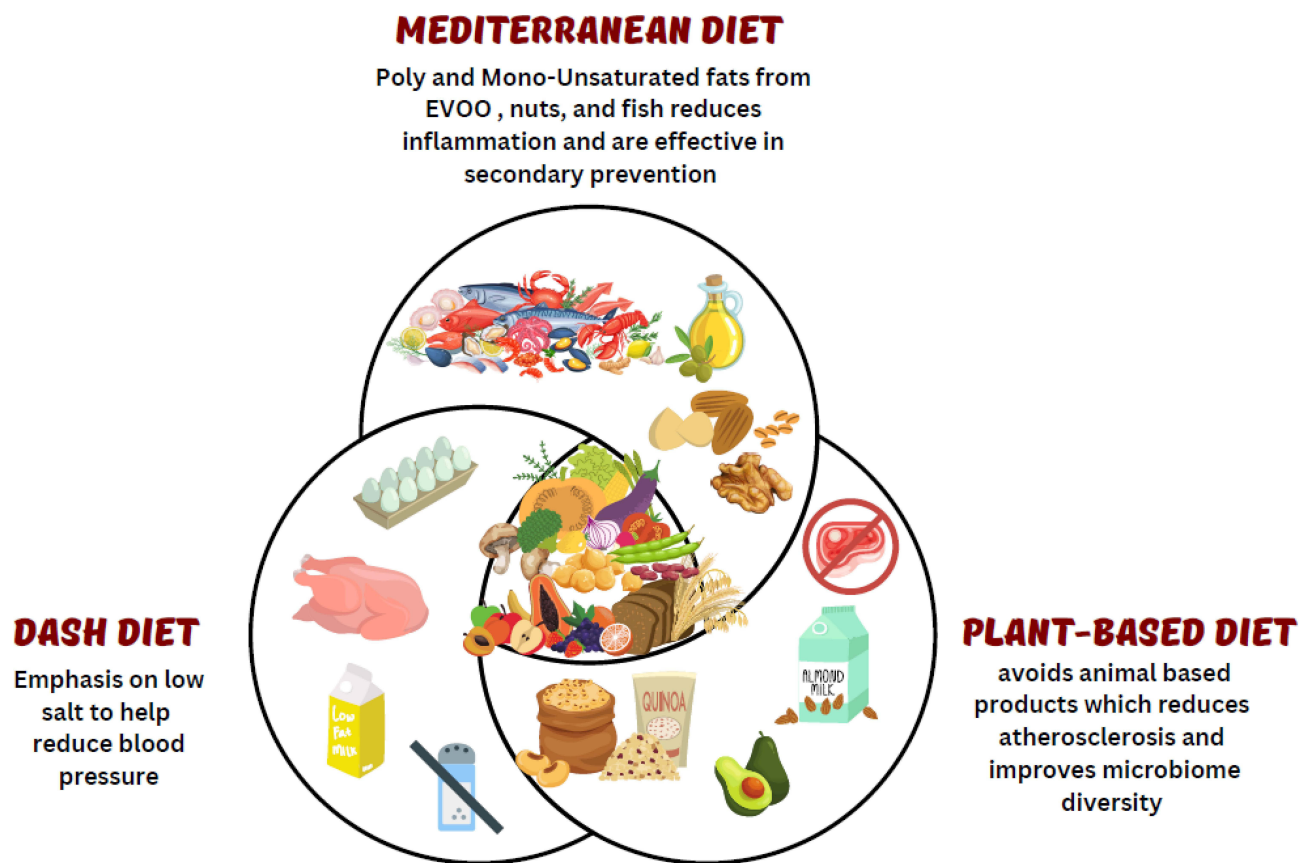 MEDITERRANEAN DIET
Poly and Mono-Unsaturated fats from
EVOO , nuts, and fish reduces
inflammation and are effective in
secondary prevention
DASH DIET
Emphasis on low
salt to help
reduce blood
pressure
Low
Fat
Milk
QUINOA
ALMOND
MILK
PLANT-BASED DIET
avoids animal based
products which reduces
atherosclerosis and
improves microbiome
diversity